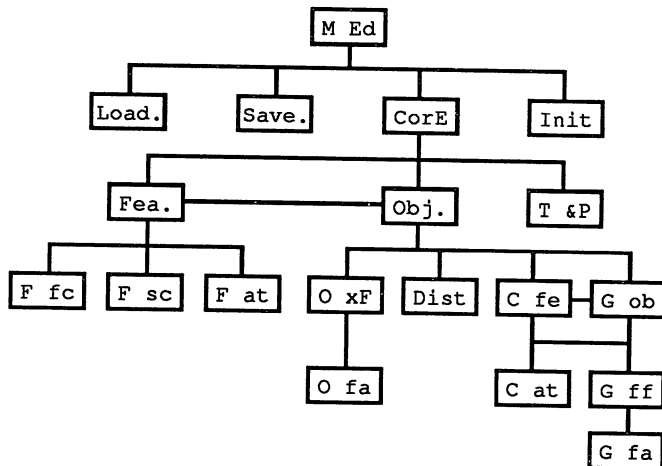 M Ed
Load.
Save.
CorE
Init
Fea.
Obj.
T &P
F fc
F sc
F at
O xF
Dist
C fe
G ob
O fa
C at
G ff
G fa